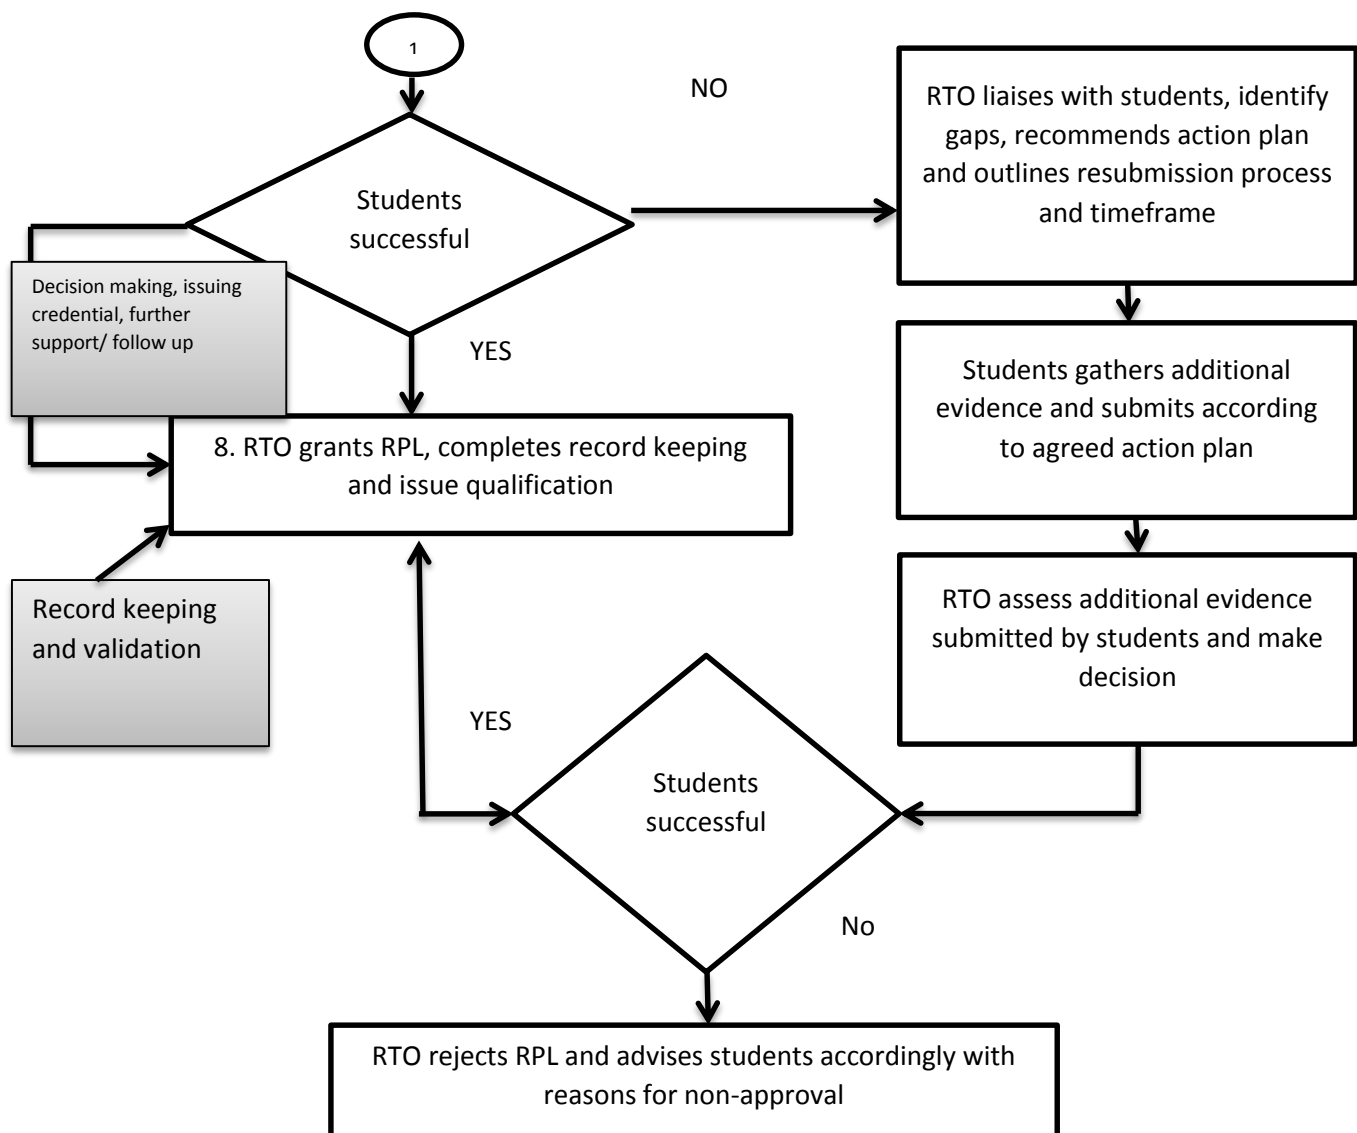 1
NO
Students
successful
RTO liaises with students, identify
gaps, recommends action plan
and outlines resubmission process
and timeframe
Decision making, issuing
credential, further
support/ follow up
YES
Students gathers additional
evidence and submits according
to agreed action plan
8. RTO grants RPL, completes record keeping
and issue qualification
Record keeping
and validation
RTO assess additional evidence
submitted by students and make
decision
YES
Students
successful
No
RTO rejects RPL and advises students accordingly with
reasons for non-approval